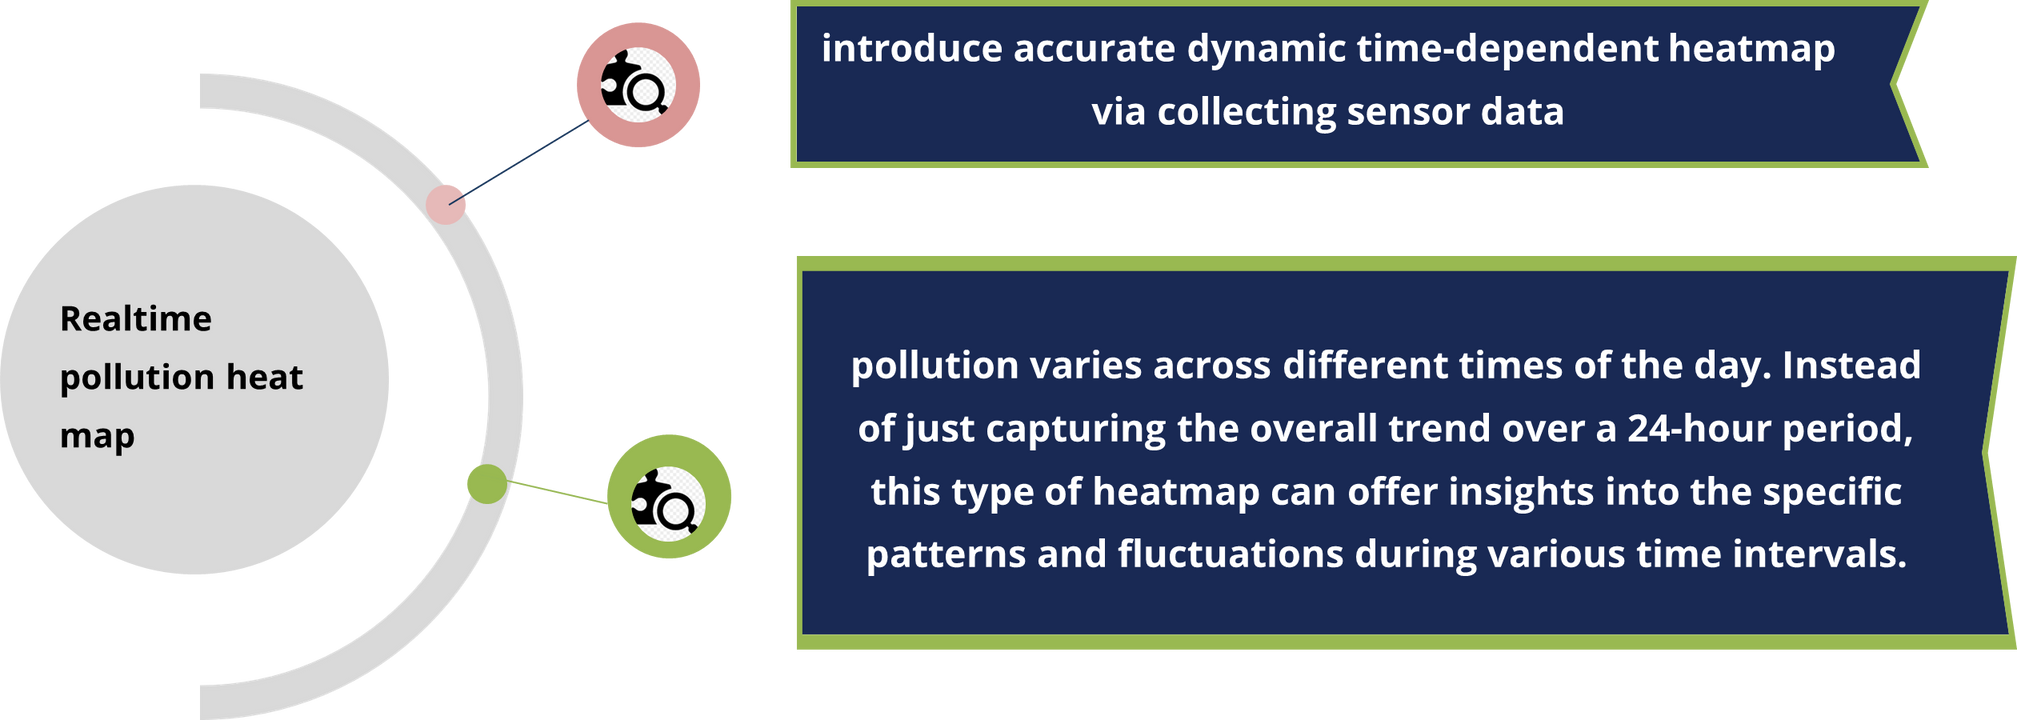 Realtime
pollution heat
map
introduce accurate dynamic time-dependent heatmap
via collecting sensor data
pollution varies across different times of the day. Instead
of just capturing the overall trend over a 24-hour period,
this type of heatmap can offer insights into the specific
patterns and fluctuations during various time intervals.